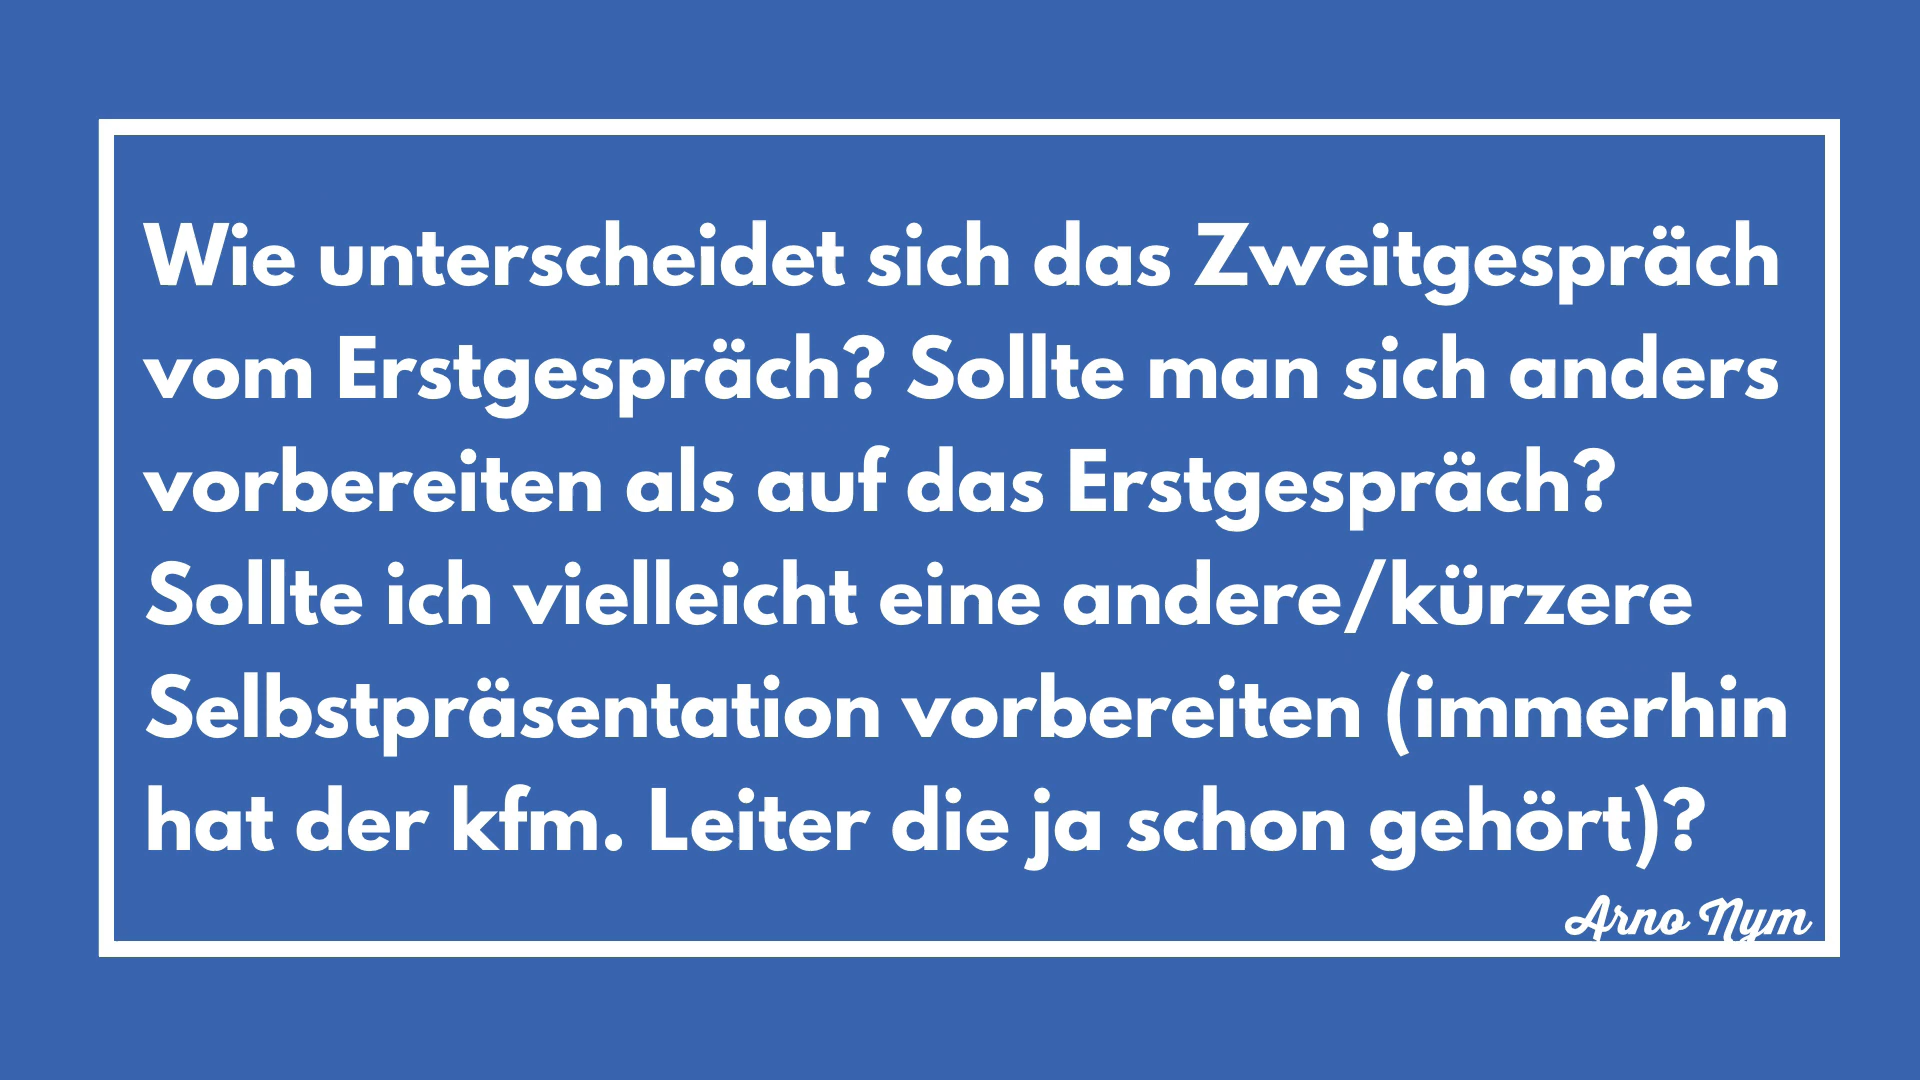 Wie unterscheidet sich das Zweitgespräch
vom Erstgespräch? Sollte man sich anders
vorbereiten als auf das Erstgespräch?
Sollte ich vielleicht eine andere/kürzere
Selbstpräsentation vorbereiten (immerhin
hat der kfm. Leiter die ja schon gehört)?
Arno Nym